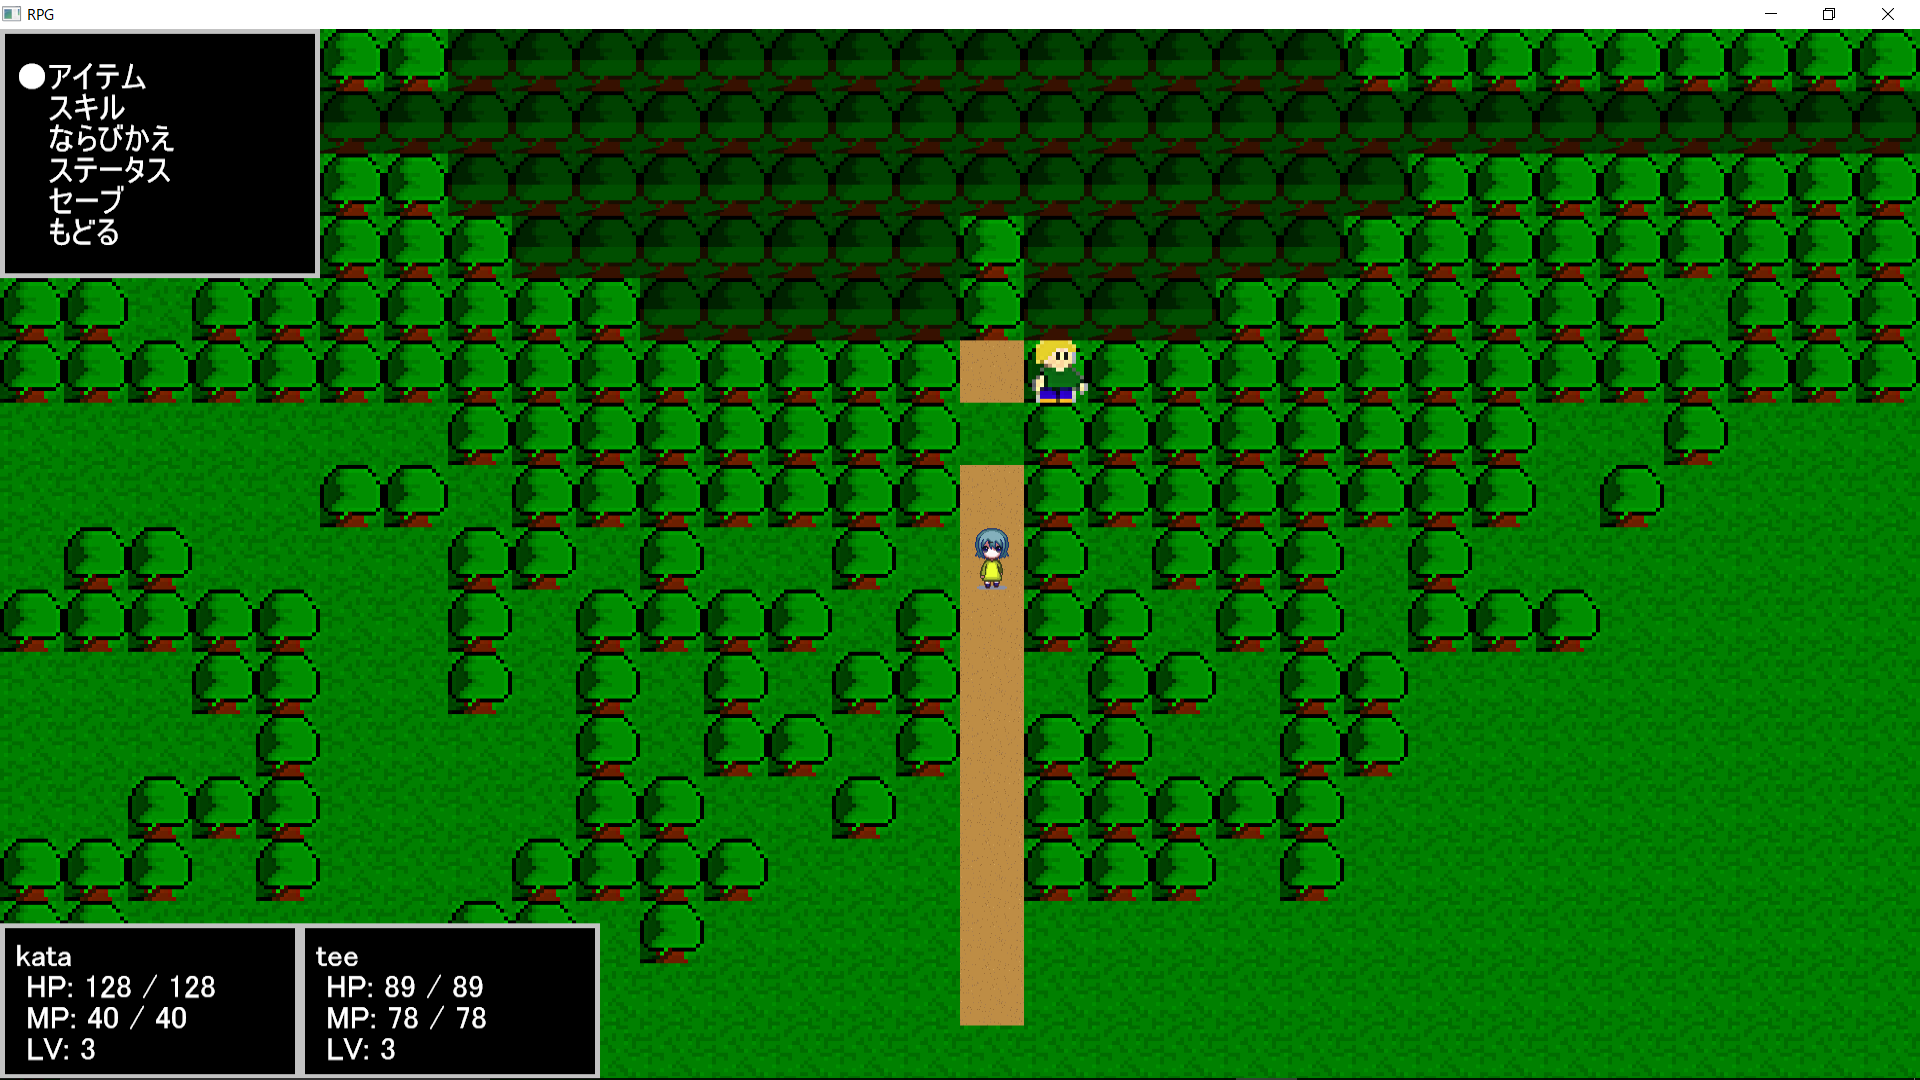 RPG
●アイテム
スキル
ならびかえ
ステータス
セーブ
もどる
kata
HP: 128 / 128
MP: 40 / 40
LV: 3
tee
HP: 89 / 89
MP: 78 / 78
LV: 3